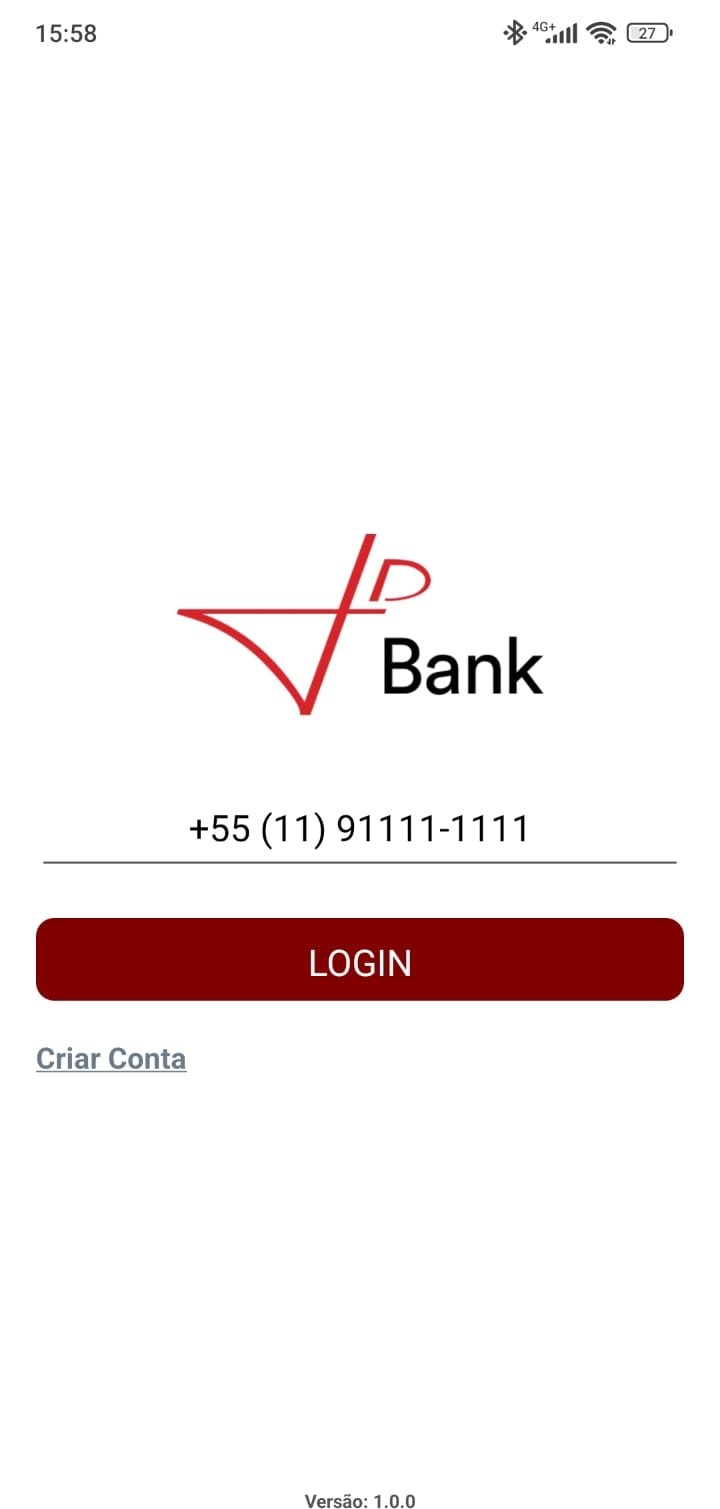 15:58
4G+
27
Bank
+55 (11) 91111-1111
LOGIN
Criar Conta
Versão: 1.0.0